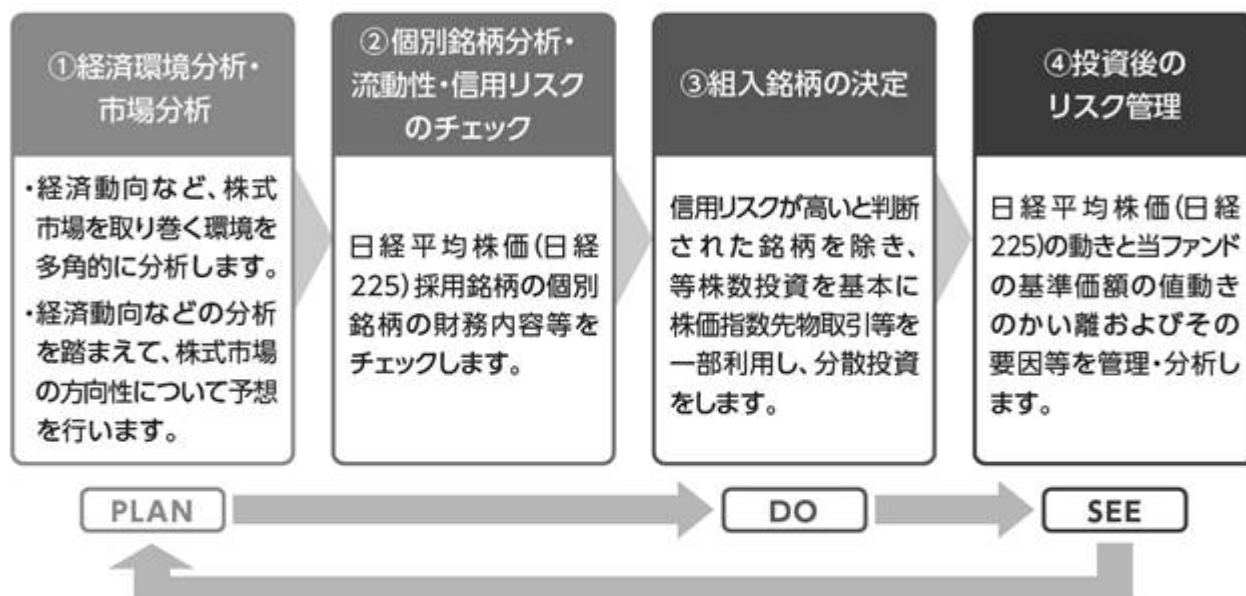 ①経済環境分析・
市場分析
・経済動向など、株式
市場を取り巻く環境を
多角的に分析します。
・経済動向などの分析
を踏まえて、株式市場
の方向性について予想
を行います。
②個別銘柄分析・
流動性・信用リスク
のチェック
日経平均株価(日経
225)採用銘柄の個別
銘柄の財務内容等を
チェックします。
③組入銘柄の決定
信用リスクが高いと判断
された銘柄を除き、
等株数投資を基本に
株価指数先物取引等を
一部利用し、分散投資
をします。
④投資後の
リスク管理
日経平均株価(日経
225)の動きと当ファンド
の基準価額の値動き
のかい離およびその
要因等を管理・分析し
ます。
PLAN
DO
SEE